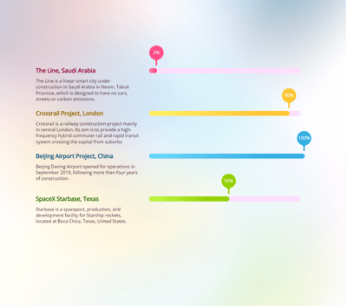 The Line, Saudi Arabia
The Line is a linear smart city under
construction in Saudi Arabia in Neom, Tabuk
Province, which is designed to have no cars,
streets or carbon emissions.
Crossrail Project, London
Crossrail is a railway construction project mainly
in central London. Its aim is to provide a high-
frequency hybrid commuter rail and rapid transit
system crossing the capital from suburbs
100%
Beijing Airport Project, China
Beijing Daxing Airport opened for operations in
September 2019, following more than four years
of construction.
50%
SpaceX Starbase, Texas
Starbase is a spaceport, production, and
development facility for Starship rockets,
located at Boca Chica, Texas, United States.